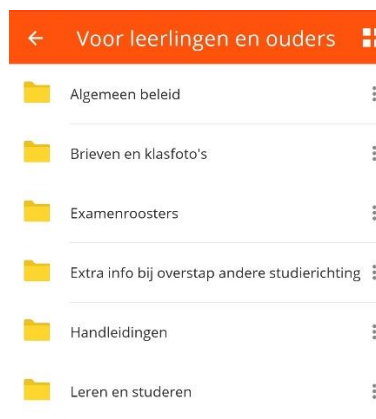 Voor leerlingen en ouders
Algemeen beleid
Brieven en klasfoto's
Examenroosters
Extra info bij overstap andere studierichting
Handleidingen
Leren en studeren